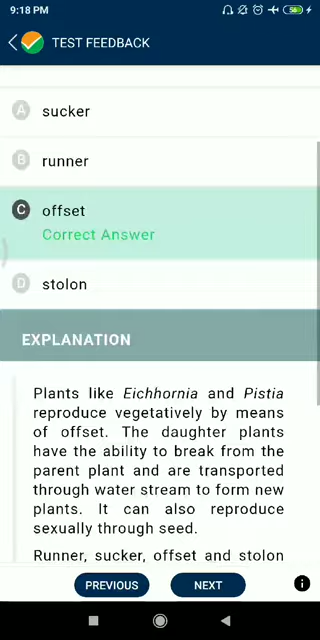 9:18 PM
56
TEST FEEDBACK
A sucker
B runner
C offset
Correct Answer
D stolon
EXPLANATION
Plants like Eichhornia and Pistia
reproduce vegetatively by means
of offset. The daughter plants
have the ability to break from the
parent plant and are transported
through water stream to form new
plants. It can also reproduce
sexually through seed.
Runner, sucker, offset and stolon
PREVIOUS NEXT